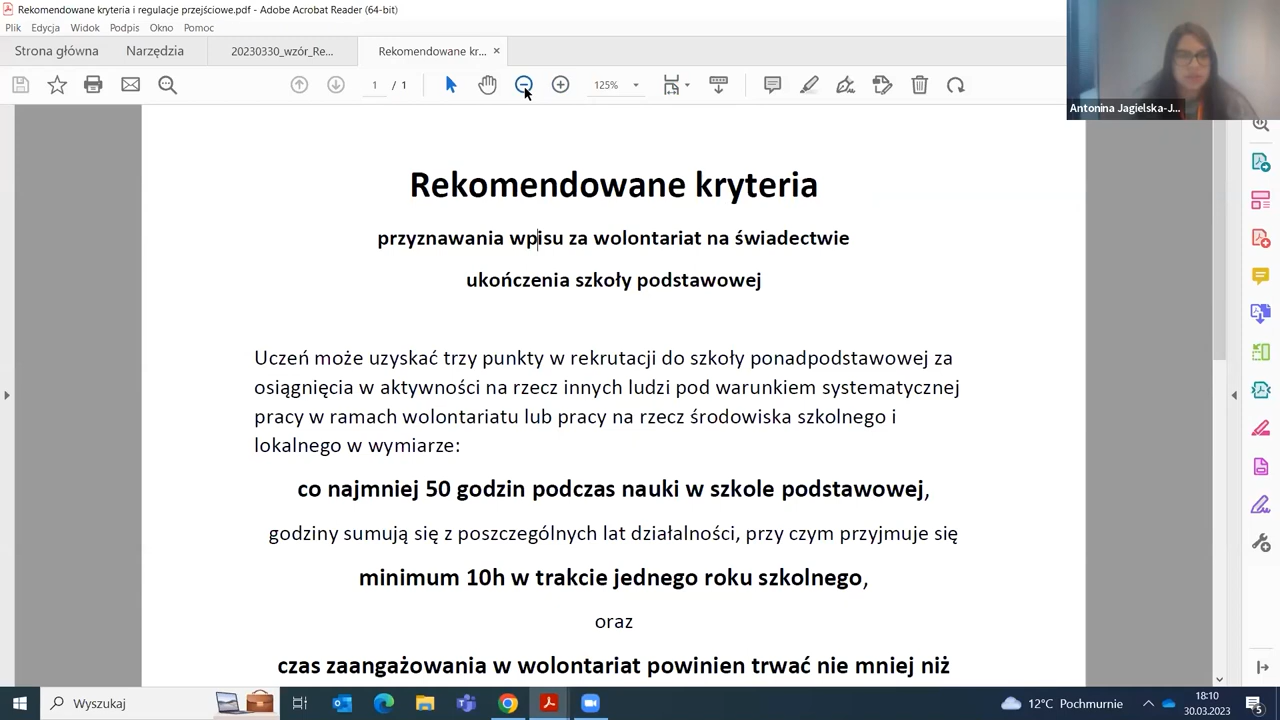 Rekomendowane kryteria i regulacje przejściowe.pdf - Adobe Acrobat Reader (64-bit)
Plik Edycja Widok Podpis Okno Pomoc
Strona główna Narzędzia 20230330_wzór_Re... Rekomendowane kr... ×
1 / 1 125%
Antonina Jagielska-J...
Rekomendowane kryteria
przyznawania wpisu za wolontariat na świadectwie
ukończenia szkoły podstawowej
Uczeń może uzyskać trzy punkty w rekrutacji do szkoły ponadpodstawowej za
osiągnięcia w aktywności na rzecz innych ludzi pod warunkiem systematycznej
pracy w ramach wolontariatu lub pracy na rzecz środowiska szkolnego i
lokalnego w wymiarze:
co najmniej 50 godzin podczas nauki w szkole podstawowej,
godziny sumują się z poszczególnych lat działalności, przy czym przyjmuje się
minimum 10h w trakcie jednego roku szkolnego,
oraz
czas zaangażowania w wolontariat powinien trwać nie mniej niż
Wyszukaj 12°C Pochmurnie 18:10
30.03.2023 5